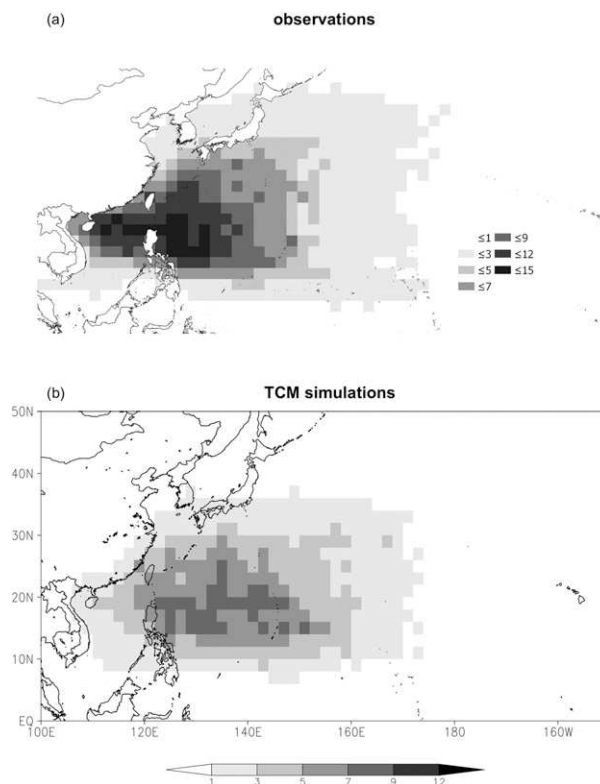 (a) observations
≤1 ≤9
≤3 ≤12
≤5 ≤15
≤7
(b) TCM simulations
50N
40N
30N
20N
10N
EQ
100E 120E 140E 160E 180 160W
1 3 5 7 9 12